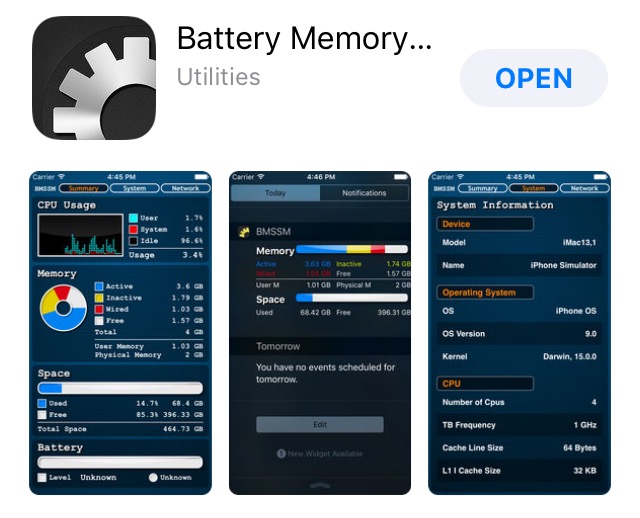 Battery Memory...
Utilities
OPEN
Carrier 4:45 PM
BMSSM Summary System Network
CPU Usage
User 1.7%
System 1.6%
Idle 96.6%
Usage 3.4%
Memory
Active 3.6 GB
Inactive 1.79 GB
Wired 1.03 GB
Free 1.57 GB
Total 4 GB
User Memory 1.03 GB
Physical Memory 2 GB
Space
Used 14.7% 68.4 GB
Free 85.3% 396.33 GB
Total Space 464.73 GB
Battery
Level Unknown Unknown
Carrier 4:46 PM
Today Notifications
BMSSM
Memory
Active 3.63 GB Inactive 1.74 GB
Wired 1.05 GB Free 1.57 GB
User M 1.01 GB Physical M 2 GB
Space
Used 68.42 GB Free 396.31 GB
Tomorrow
You have no events scheduled for
tomorrow.
Edit
New Widget Available
Carrier 4:45 PM
BMSSM Summary System Network
System Information
Device
Model iMac13,1
Name iPhone Simulator
Operating System
OS iPhone OS
OS Version 9.0
Kernel Darwin, 15.0.0
CPU
Number of Cpus 4
TB Frequency 1 GHz
Cache Line Size 64 Bytes
L1 I Cache Size 32 KB